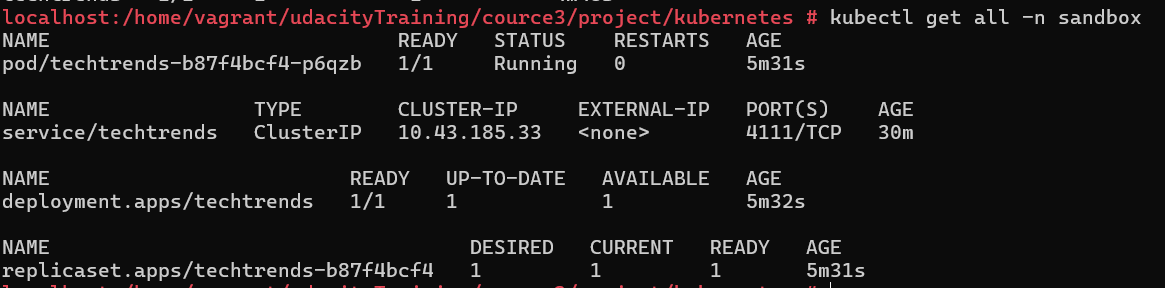 localhost:/home/vagrant/udacityTraining/cource3/project/kubernetes # kubectl get all -n sandbox
NAME READY STATUS RESTARTS AGE
pod/techtrends-b87f4bcf4-p6qzb 1/1 Running 0 5m31s
NAME TYPE CLUSTER-IP EXTERNAL-IP PORT(S) AGE
service/techtrends ClusterIP 10.43.185.33 <none> 4111/TCP 30m
NAME READY UP-TO-DATE AVAILABLE AGE
deployment.apps/techtrends 1/1 1 1 5m32s
NAME DESIRED CURRENT READY AGE
replicaset.apps/techtrends-b87f4bcf4 1 1 1 5m31s